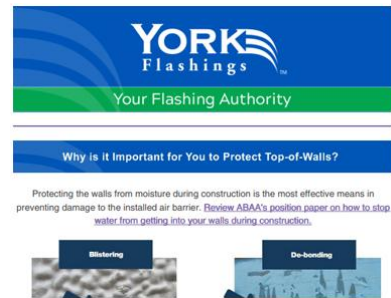 YORK
Flashings
™
Your Flashing Authority
Why is it Important for You to Protect Top-of-Walls?
Protecting the walls from moisture during construction is the most effective means in
preventing damage to the installed air barrier. Review ABAA's position paper on how to stop
water from getting into your walls during construction.
Blistering De-bonding